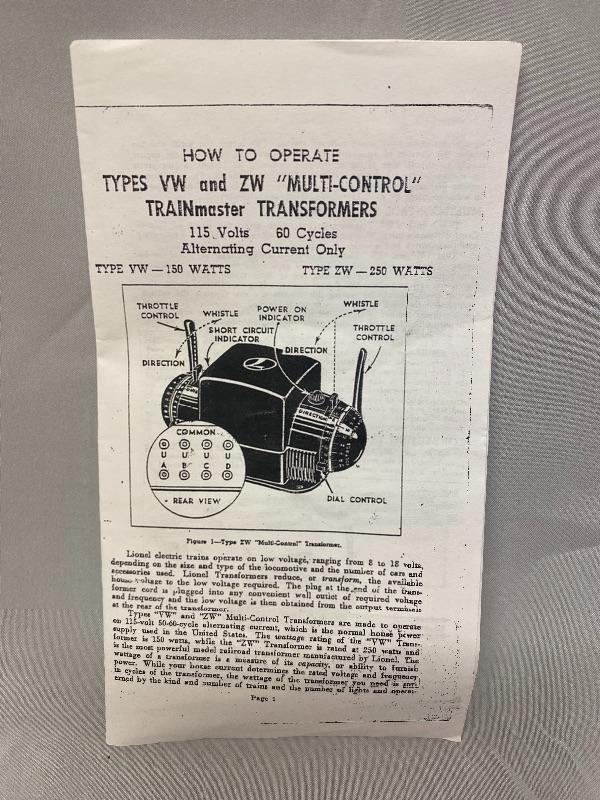 HOW TO OPERATE
TYPES VW and ZW "MULTI-CONTROL"
TRAINmaster TRANSFORMERS
115 Volts 60 Cycles
Alternating Current Only
TYPE VW — 150 WATTS TYPE ZW — 250 WATTS
THROTTLE CONTROL
WHISTLE
POWER ON INDICATOR
WHISTLE
SHORT CIRCUIT INDICATOR
THROTTLE CONTROL
DIRECTION
DIRECTION
DIRECTION
L
COMMON
U U U U
A B C D
REAR VIEW
DIAL CONTROL
Figure 1—Type ZW "Multi-Control" Transformer.
Lionel electric trains operate on low voltage, ranging from 8 to 18 volts,
depending on the size and type of the locomotive and the number of cars and
accessories used. Lionel Transformers reduce, or transform, the available
house voltage to the low voltage required. The plug at the end of the trans-
former cord is plugged into any convenient wall outlet of required voltage
and frequency and the low voltage is then obtained from the output terminals
at the rear of the transformer.
Types "VW" and "ZW" Multi-Control Transformers are made to operate
on 115-volt 50-60-cycle alternating current, which is the normal house power
supply used in the United States. The wattage rating of the "VW" Trans-
former is 150 watts, while the "ZW" Transformer is rated at 250 watts and
is the most powerful model railroad transformer manufactured by Lionel. The
wattage of a transformer is a measure of its capacity, or ability to furnish
power. While your house current determines the rated voltage and frequency
in cycles of the transformer, the wattage of the transformer you need is gov-
erned by the kind and number of trains and the number of lights and opera-
Page 1